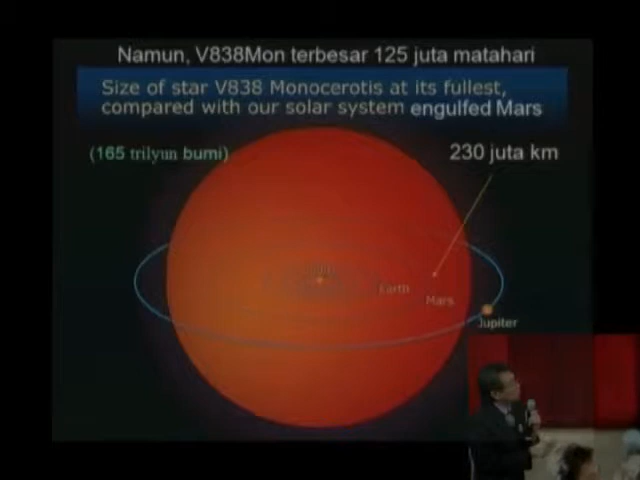 Namun, V838Mon terbesar 125 juta matahari
Size of star V838 Monocerotis at its fullest,
compared with our solar system engulfed Mars
(165 trilyun bumi)
230 juta km
Earth
Mars
Jupiter